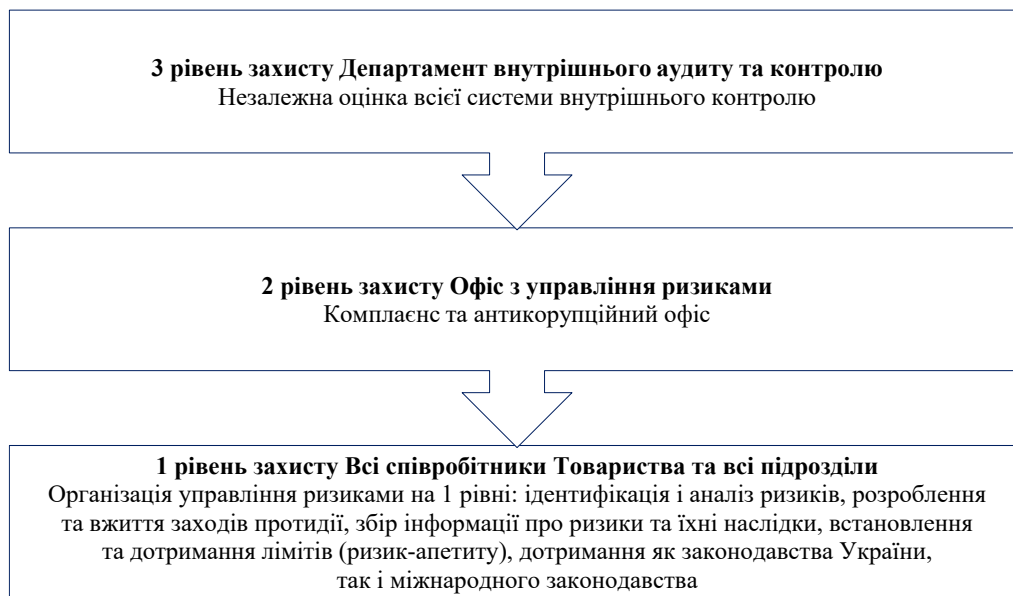 3 рівень захисту Департамент внутрішнього аудиту та контролю
Незалежна оцінка всієї системи внутрішнього контролю
2 рівень захисту Офіс з управління ризиками
Комплаєнс та антикорупційний офіс
1 рівень захисту Всі співробітники Товариства та всі підрозділи
Організація управління ризиками на 1 рівні: ідентифікація і аналіз ризиків, розроблення
та вжиття заходів протидії, збір інформації про ризики та їхні наслідки, встановлення
та дотримання лімітів (ризик-апетиту), дотримання як законодавства України,
так і міжнародного законодавства